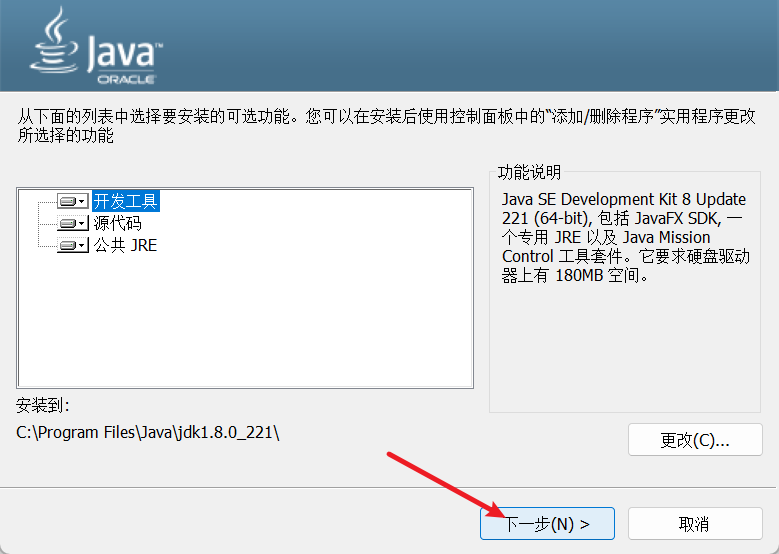 Java™
ORACLE
从下面的列表中选择要安装的可选功能。您可以在安装后使用控制面板中的“添加/删除程序”实用程序更改
所选择的功能
开发工具
源代码
公共 JRE
功能说明
Java SE Development Kit 8 Update
221 (64-bit), 包括 JavaFX SDK, 一
个专用 JRE 以及 Java Mission
Control 工具套件。它要求硬盘驱动
器上有 180MB 空间。
安装到:
C:\Program Files\Java\jdk1.8.0_221\
更改(C)...
下一步(N) >
取消